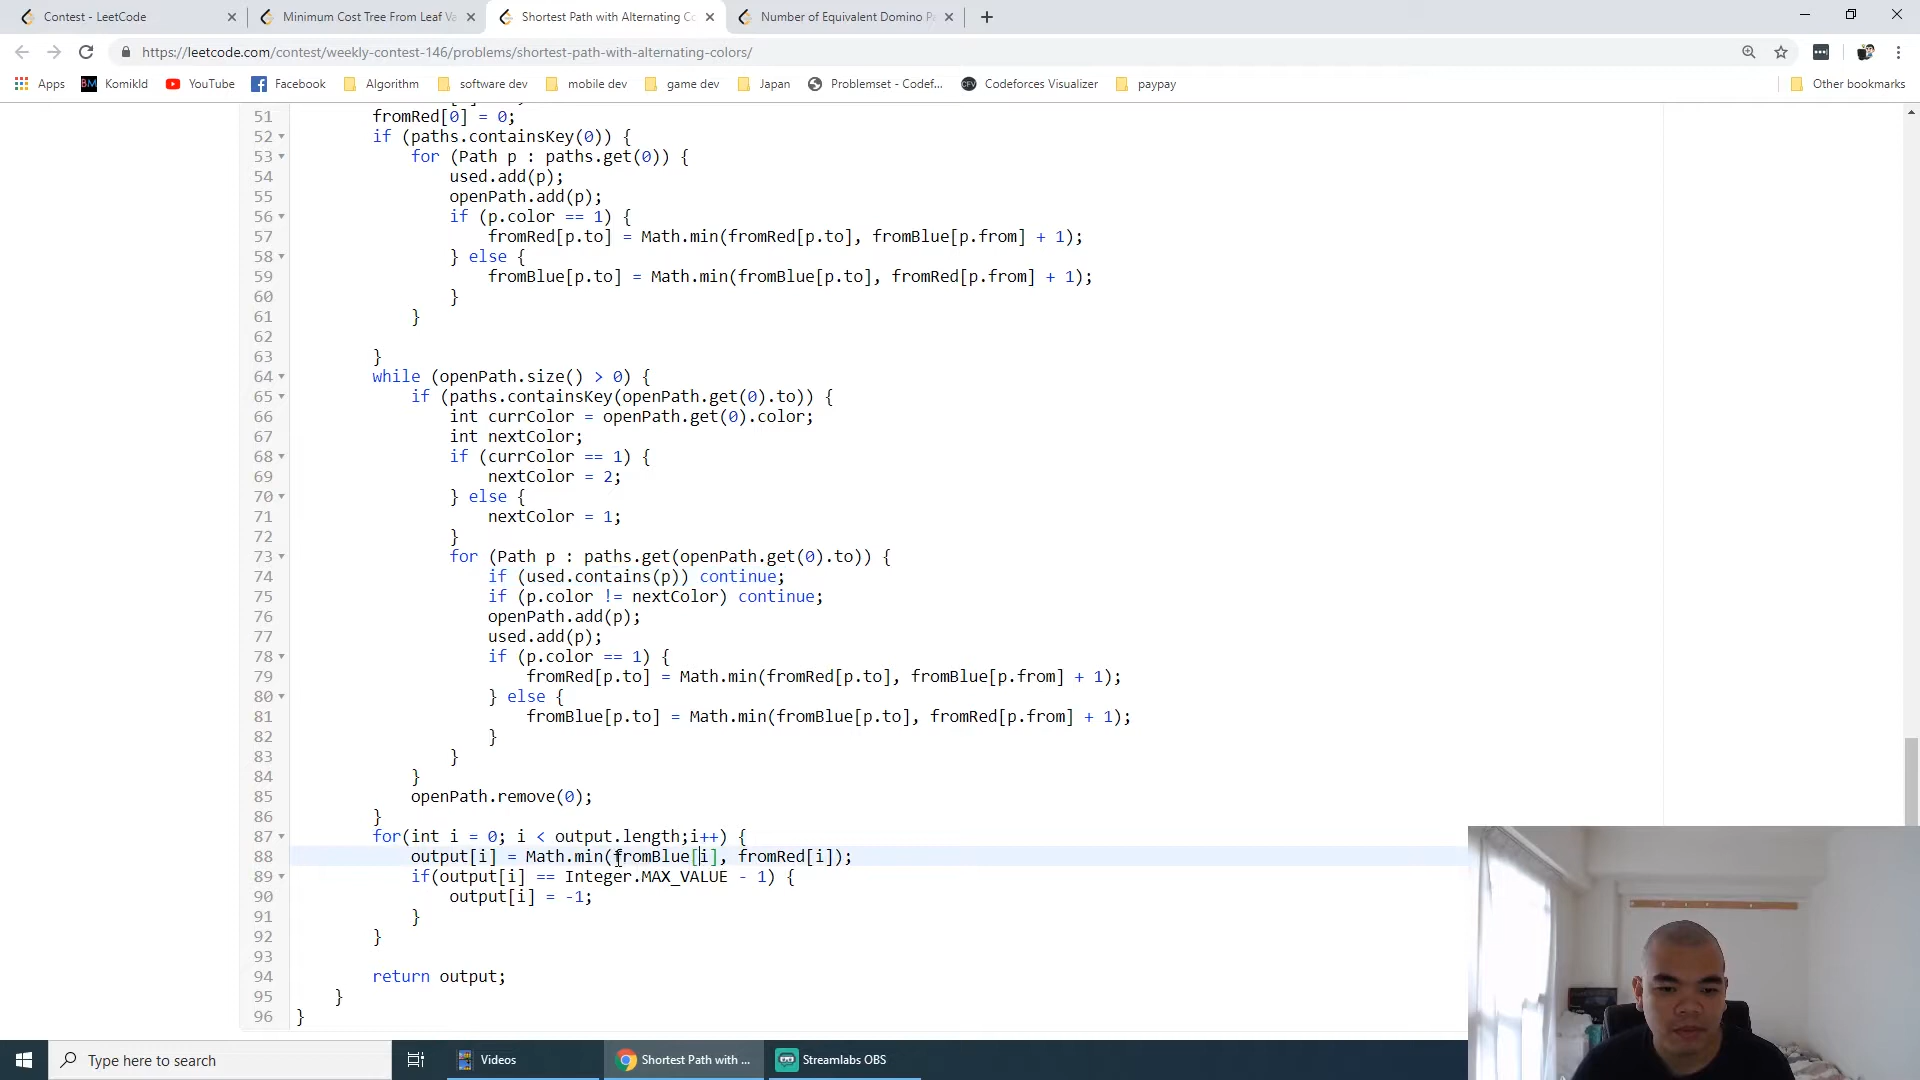 Contest - LeetCode
Minimum Cost Tree From Leaf Va
Shortest Path with Alternating Co
Number of Equivalent Domino Pa
https://leetcode.com/contest/weekly-contest-146/problems/shortest-path-with-alternating-colors/
Apps BM KomikId YouTube Facebook Algorithm software dev mobile dev game dev Japan Problemset - Codef... CFV Codeforces Visualizer paypay Other bookmarks
51 fromRed[0] = 0;
52 if (paths.containsKey(0)) {
53 for (Path p : paths.get(0)) {
54 used.add(p);
55 openPath.add(p);
56 if (p.color == 1) {
57 fromRed[p.to] = Math.min(fromRed[p.to], fromBlue[p.from] + 1);
58 } else {
59 fromBlue[p.to] = Math.min(fromBlue[p.to], fromRed[p.from] + 1);
60 }
61 }
62
63 }
64 while (openPath.size() > 0) {
65 if (paths.containsKey(openPath.get(0).to)) {
66 int currColor = openPath.get(0).color;
67 int nextColor;
68 if (currColor == 1) {
69 nextColor = 2;
70 } else {
71 nextColor = 1;
72 }
73 for (Path p : paths.get(openPath.get(0).to)) {
74 if (used.contains(p)) continue;
75 if (p.color != nextColor) continue;
76 openPath.add(p);
77 used.add(p);
78 if (p.color == 1) {
79 fromRed[p.to] = Math.min(fromRed[p.to], fromBlue[p.from] + 1);
80 } else {
81 fromBlue[p.to] = Math.min(fromBlue[p.to], fromRed[p.from] + 1);
82 }
83 }
84 }
85 openPath.remove(0);
86 }
87 for(int i = 0; i < output.length;i++) {
88 output[i] = Math.min(fromBlue[i], fromRed[i]);
89 if(output[i] == Integer.MAX_VALUE - 1) {
90 output[i] = -1;
91 }
92 }
93
94 return output;
95 }
96 }
Type here to search
Videos
Shortest Path with ...
Streamlabs OBS